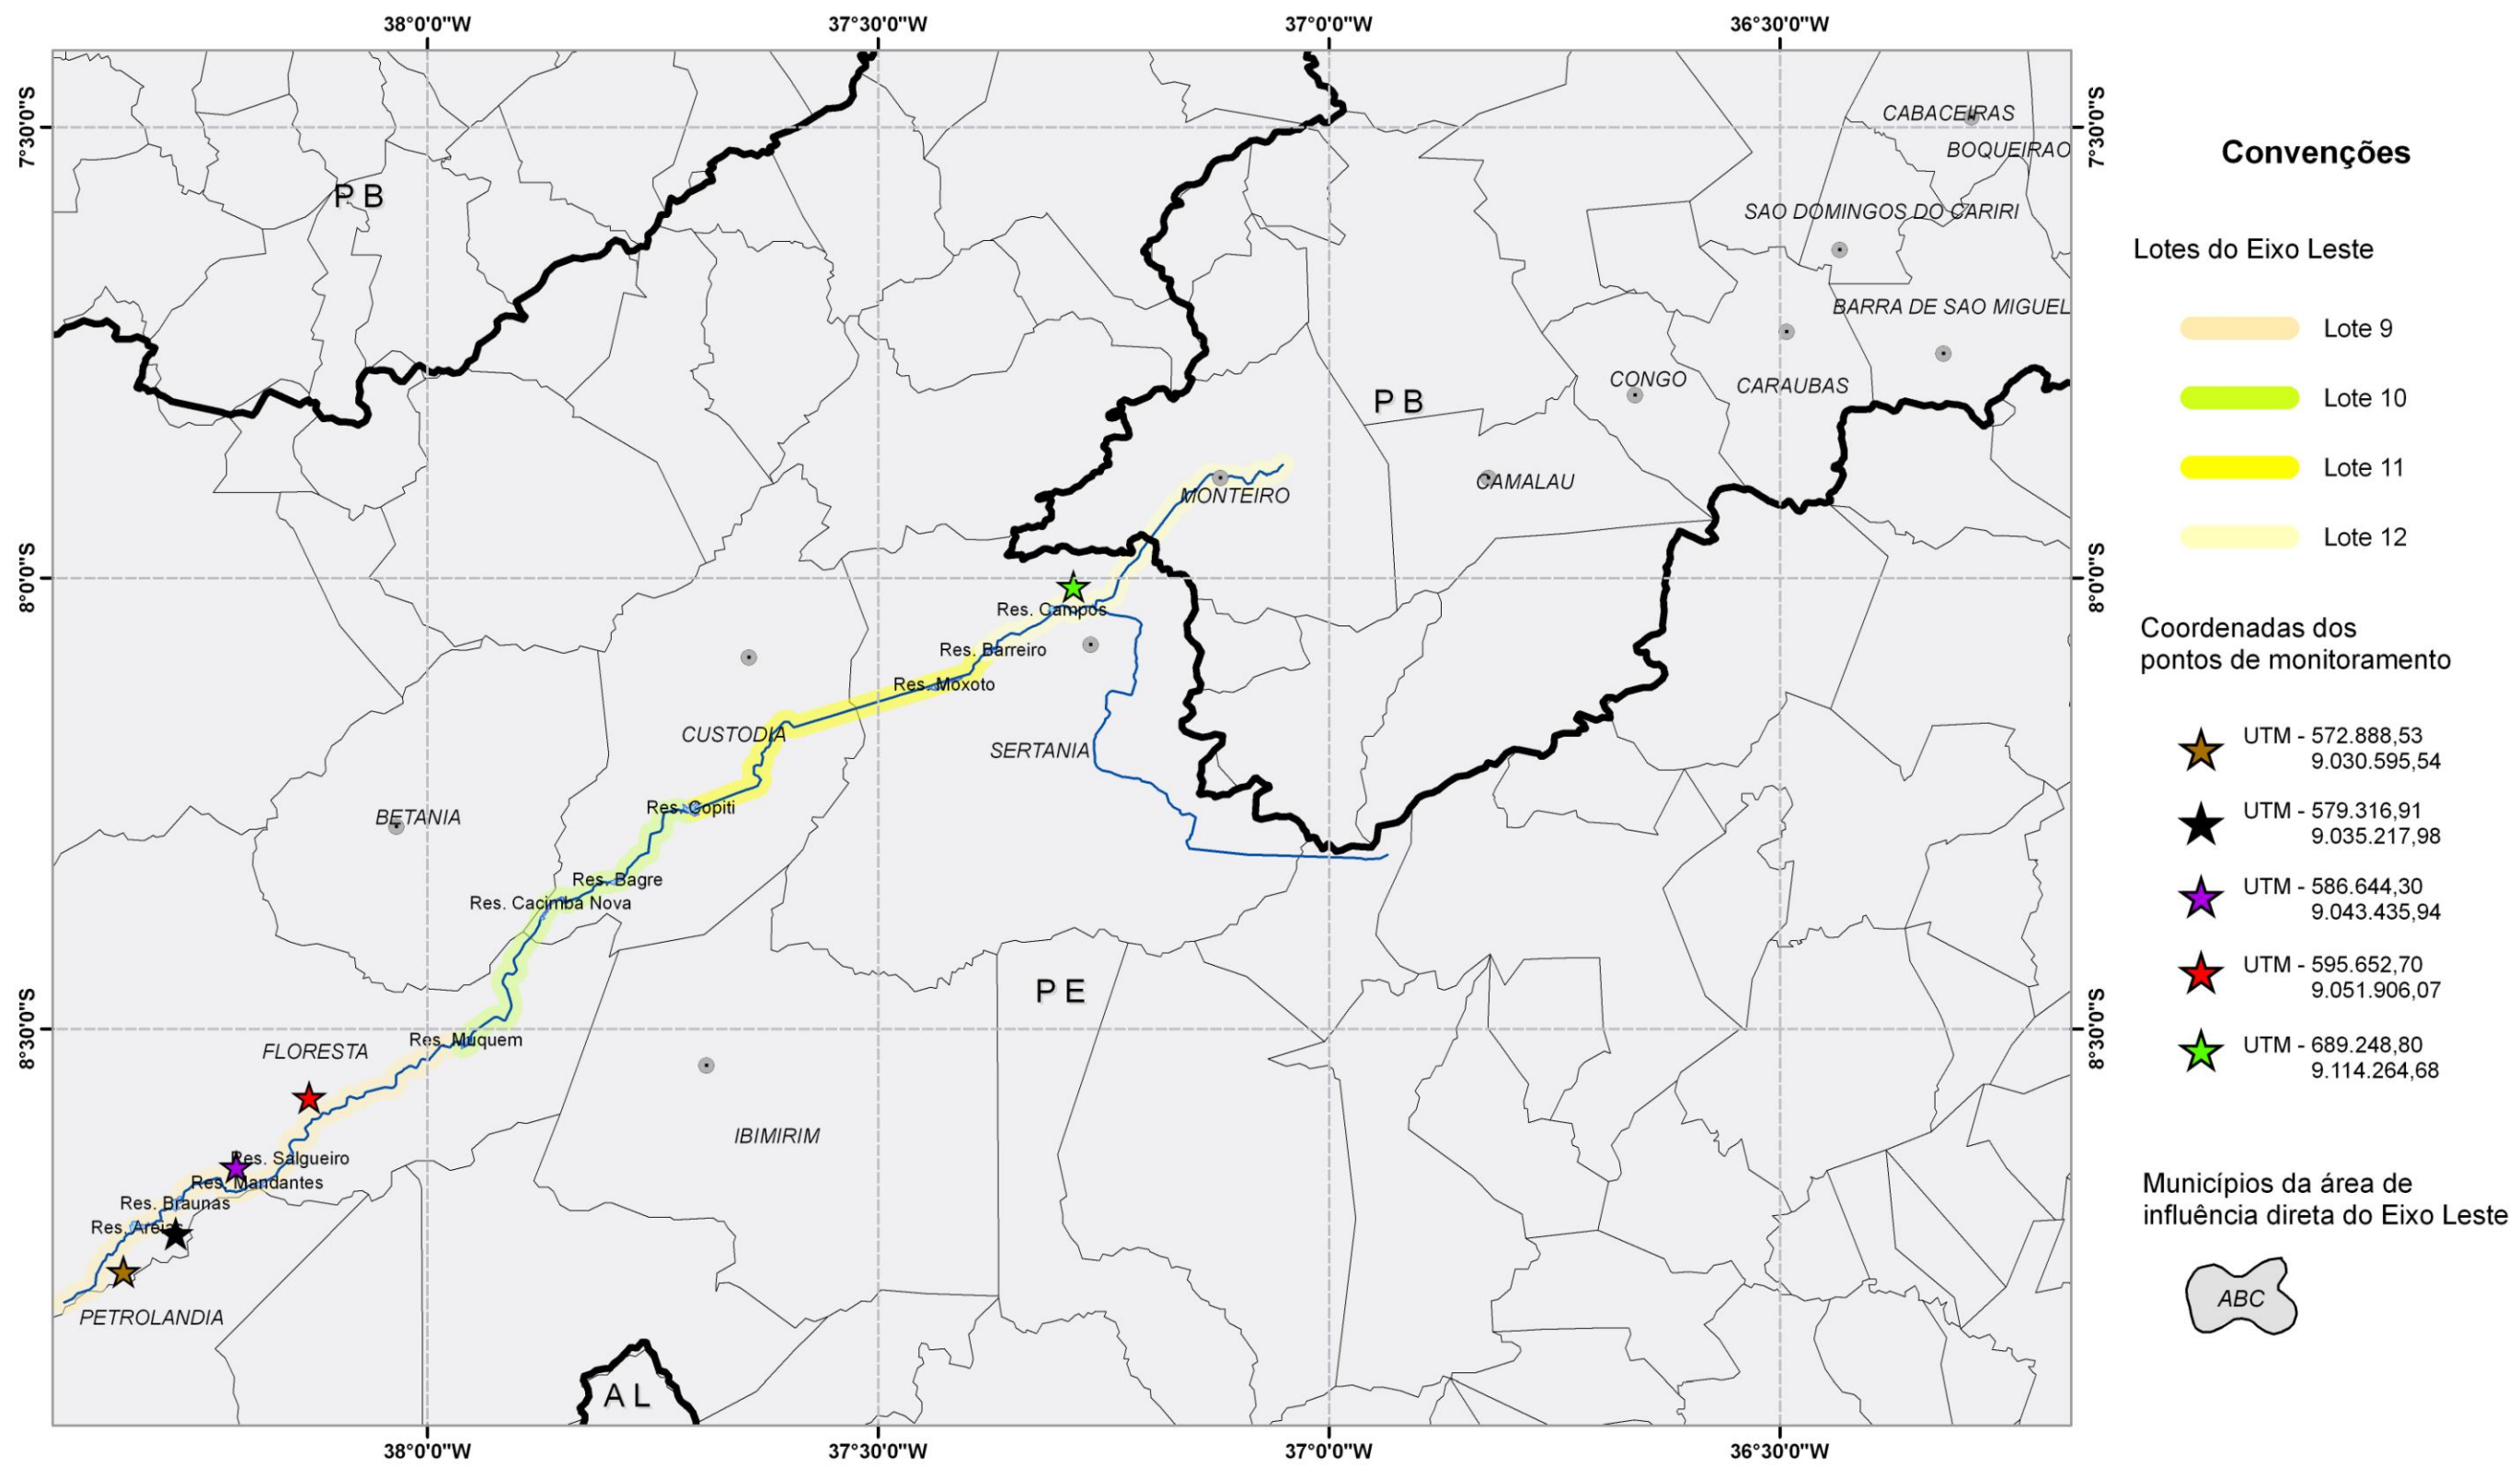 38°0'0"W
37°30'0"W
37°0'0"W
36°30'0"W
7°30'0"S
7°30'0"S
CABACEIRAS
BOQUEIRAO
P B
SAO DOMINGOS DO CARIRI
BARRA DE SAO MIGUEL
CONGO
CARAUBAS
P B
CAMALAU
MONTEIRO
8°0'0"S
8°0'0"S
Res. Campos
Res. Barreiro
Res. Moxoto
CUSTODIA
SERTANIA
Res. Copiti
BETANIA
Res. Bagre
Res. Cacimba Nova
P E
8°30'0"S
8°30'0"S
Res. Muquem
FLORESTA
IBIMIRIM
Res. Salgueiro
Res. Mandantes
Res. Braunas
Res. Areias
PETROLANDIA
A L
38°0'0"W
37°30'0"W
37°0'0"W
36°30'0"W
Convenções
Lotes do Eixo Leste
Lote 9
Lote 10
Lote 11
Lote 12
Coordenadas dos
pontos de monitoramento
UTM - 572.888,53
9.030.595,54
UTM - 579.316,91
9.035.217,98
UTM - 586.644,30
9.043.435,94
UTM - 595.652,70
9.051.906,07
UTM - 689.248,80
9.114.264,68
Municípios da área de
influência direta do Eixo Leste
ABC